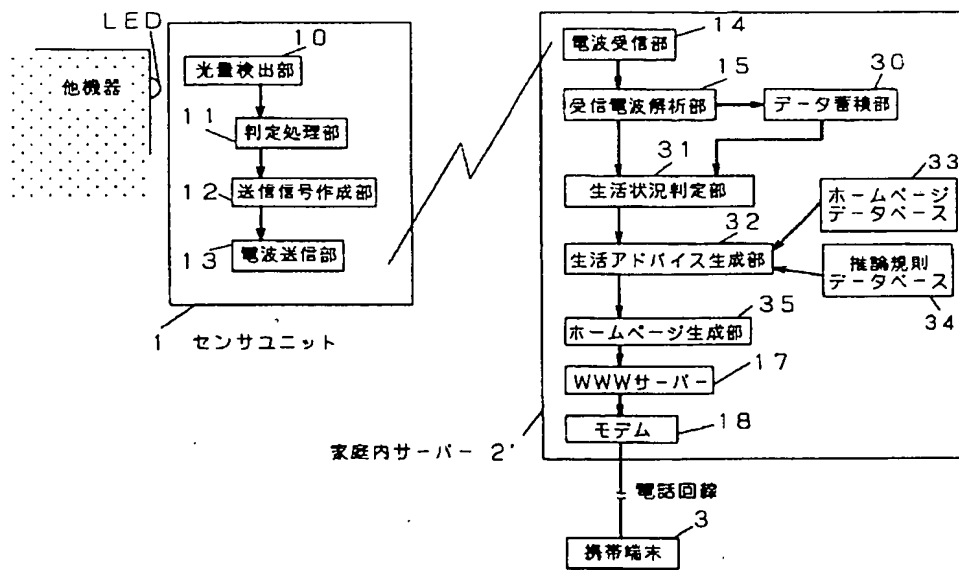 LED
他機器
10
光量検出部
11
判定処理部
12
送信信号作成部
13
電波送信部
1 センサユニット
14
電波受信部
15
受信電波解析部
30
データ蓄積部
31
生活状況判定部
32
生活アドバイス生成部
33
ホームページ
データベース
推論規則
データベース
34
35
ホームページ生成部
17
WWWサーバー
18
モデム
家庭内サーバー 2'
電話回線
3
携帯端末